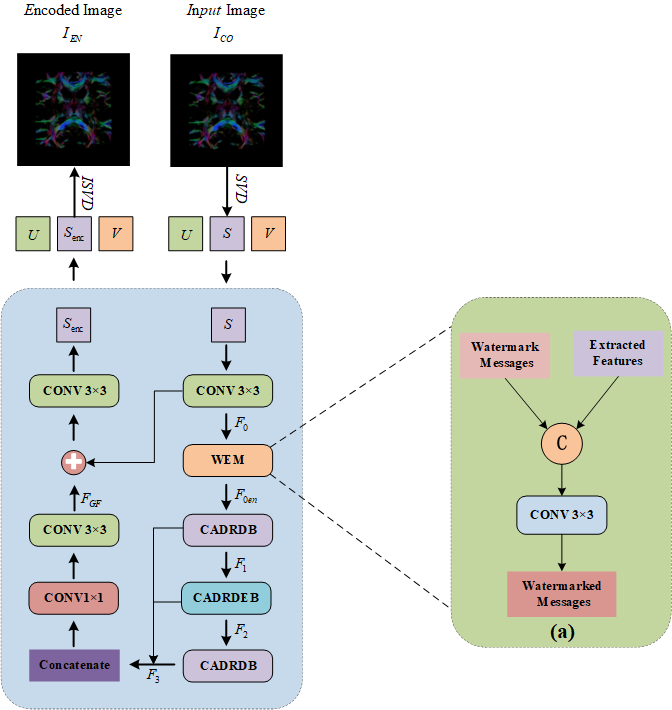 Encoded Image
I_EN
Input Image
I_CO
ISVD
SVD
U
S_enc
V
U
S
V
S_enc
S
CONV 3×3
CONV 3×3
F_0
WEM
F_GF
F_0en
CONV 3×3
CADRDB
F_1
CONV1×1
CADRDEB
F_2
Concatenate
F_3
CADRDB
Watermark
Messages
Extracted
Features
C
CONV 3×3
Watermarked
Messages
(a)